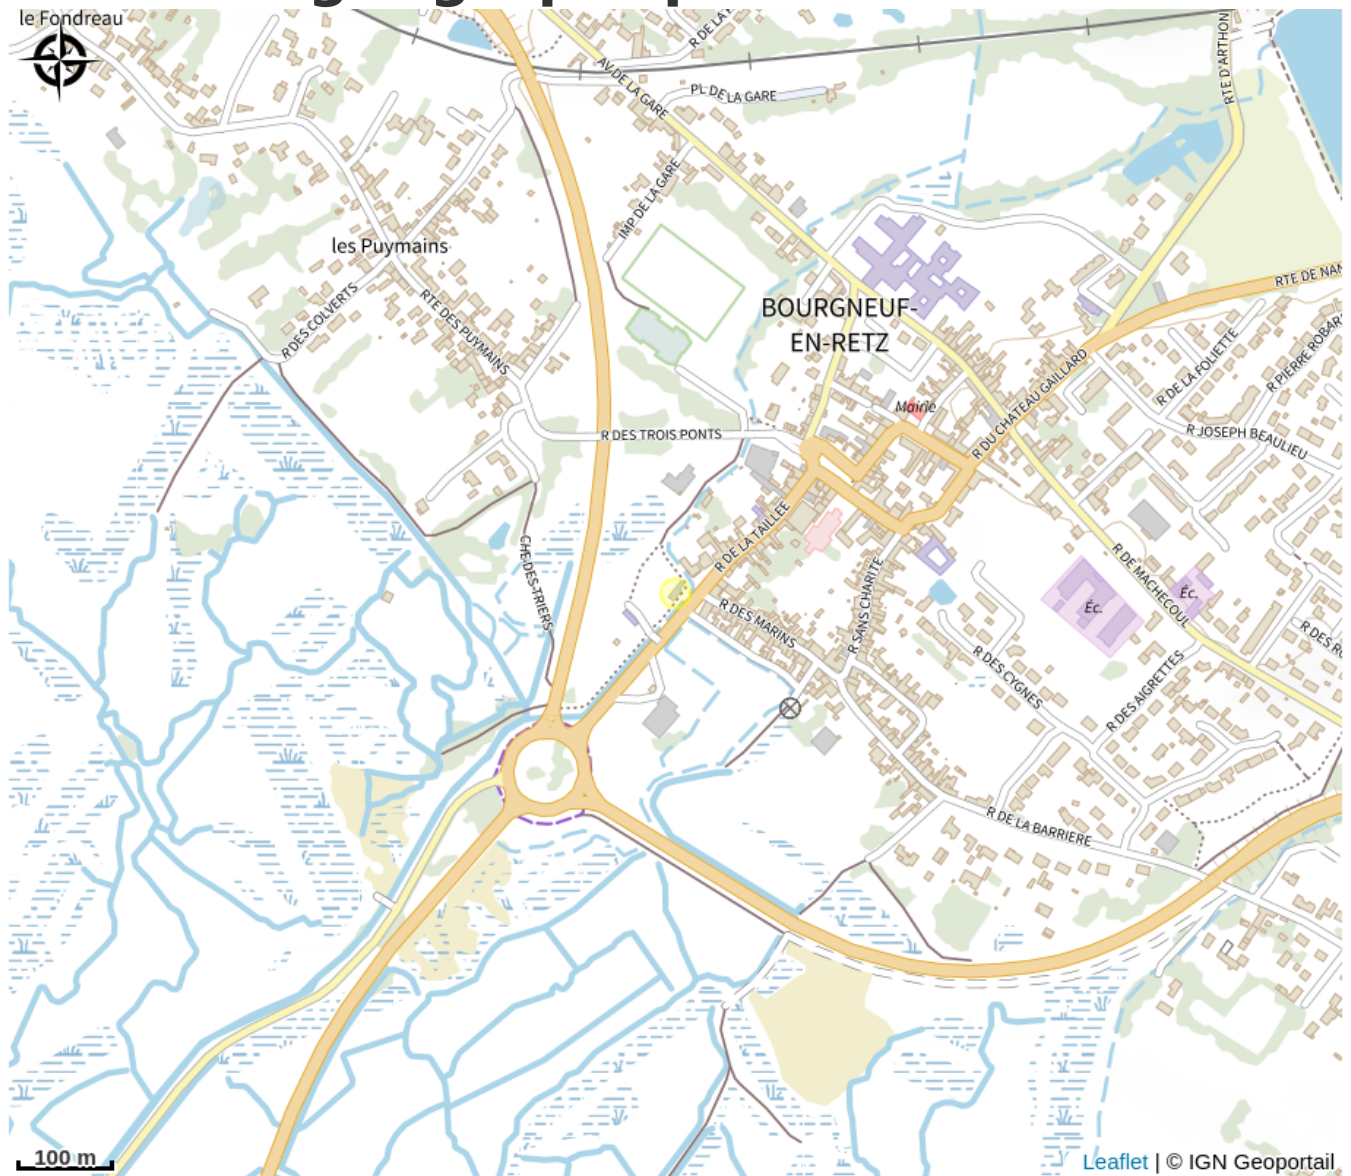 le Fondreau
R DE LA
AV DE LA GARE
PL DE LA GARE
RTE D'ARTHON
IMP DE LA GARE
les Puymains
R DES COLVERTS
RTE DES PUYMAINS
BOURGNEUF-
EN-RETZ
RTE DE NAN
R DE LA FOLIETTE
R PIERRE ROBAR
Mairie
R DU CHATEAU GAILLARD
R JOSEPH BEAULIEU
R DES TROIS PONTS
R DE LA TAILLEE
CHE DES TRIERS
R DES MARINS
R SANS CHARITE
R DE MACHECOUL
Éc.
Éc.
R DES CYGNES
R DES AIGRETTES
R DES R
R DE LA BARRIERE
100 m
Leaflet | © IGN Geoportail